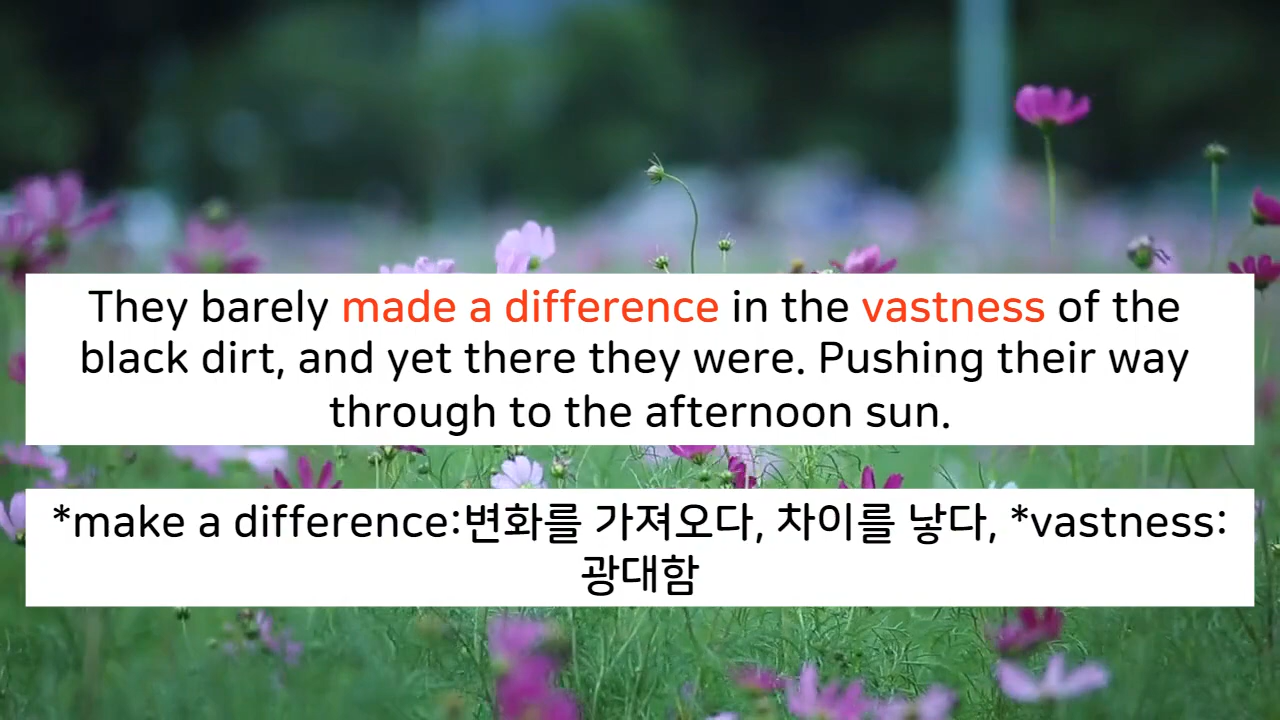 They barely made a difference in the vastness of the
black dirt, and yet there they were. Pushing their way
through to the afternoon sun.
*make a difference:변화를 가져오다, 차이를 낳다, *vastness:
광대함